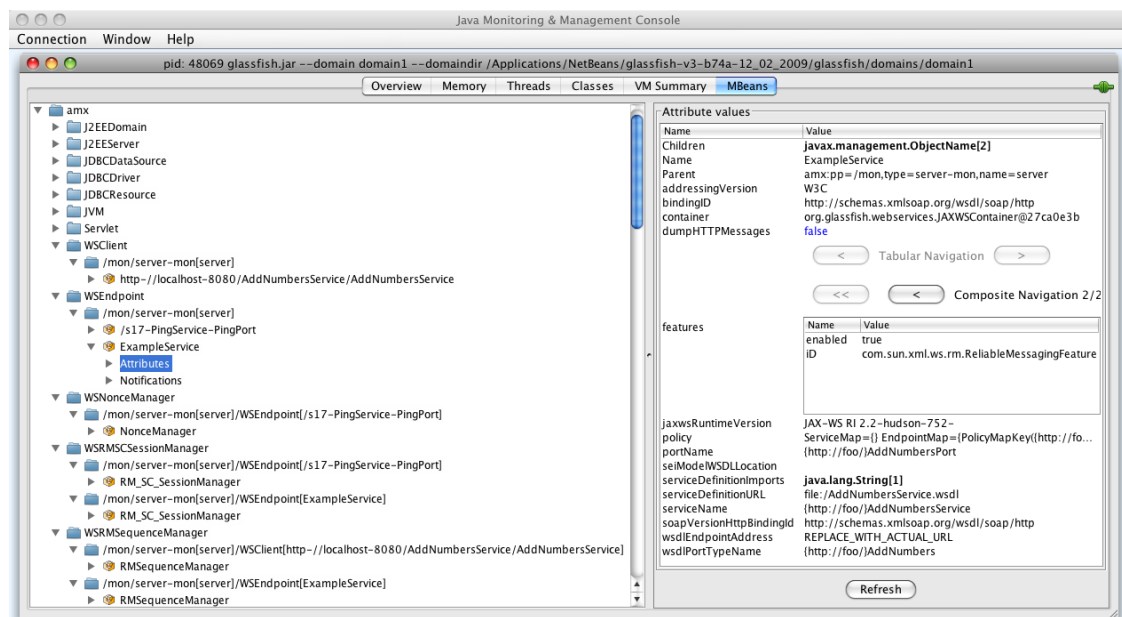 Java Monitoring & Management Console
Connection Window Help
pid: 48069 glassfish.jar --domain domain1 --domaindir /Applications/NetBeans/glassfish-v3-b74a-12_02_2009/glassfish/domains/domain1
Overview Memory Threads Classes VM Summary MBeans
amx
J2EEDomain
J2EEServer
JDBCDataSource
JDBCDriver
JDBCResource
JVM
Servlet
WSClient
/mon/server-mon[server]
http-//localhost-8080/AddNumbersService/AddNumbersService
WSEndpoint
/mon/server-mon[server]
/s17-PingService-PingPort
ExampleService
Attributes
Notifications
WSNonceManager
/mon/server-mon[server]/WSEndpoint[/s17-PingService-PingPort]
NonceManager
WSRMSCSessionManager
/mon/server-mon[server]/WSEndpoint[/s17-PingService-PingPort]
RM_SC_SessionManager
/mon/server-mon[server]/WSEndpoint[ExampleService]
RM_SC_SessionManager
WSRMSequenceManager
/mon/server-mon[server]/WSClient[http-//localhost-8080/AddNumbersService/AddNumbersService]
RMSequenceManager
/mon/server-mon[server]/WSEndpoint[ExampleService]
RMSequenceManager
Attribute values
Name Value
Children javax.management.ObjectName[2]
Name ExampleService
Parent amx:pp=/mon,type=server-mon,name=server
addressingVersion W3C
bindingID http://schemas.xmlsoap.org/wsdl/soap/http
container org.glassfish.webservices.JAXWSContainer@27ca0e3b
dumpHTTPMessages false
< Tabular Navigation >
<< < Composite Navigation 2/2
features
Name Value
enabled true
iD com.sun.xml.ws.rm.ReliableMessagingFeature
jaxwsRuntimeVersion JAX-WS RI 2.2-hudson-752-
policy ServiceMap={} EndpointMap={PolicyMapKey({http://fo...
portName {http://foo/}AddNumbersPort
seiModelWSDLLocation
serviceDefinitionImports java.lang.String[1]
serviceDefinitionURL file:/AddNumbersService.wsdl
serviceName {http://foo/}AddNumbersService
soapVersionHttpBindingId http://schemas.xmlsoap.org/wsdl/soap/http
wsdlEndpointAddress REPLACE_WITH_ACTUAL_URL
wsdlPortTypeName {http://foo/}AddNumbers
Refresh